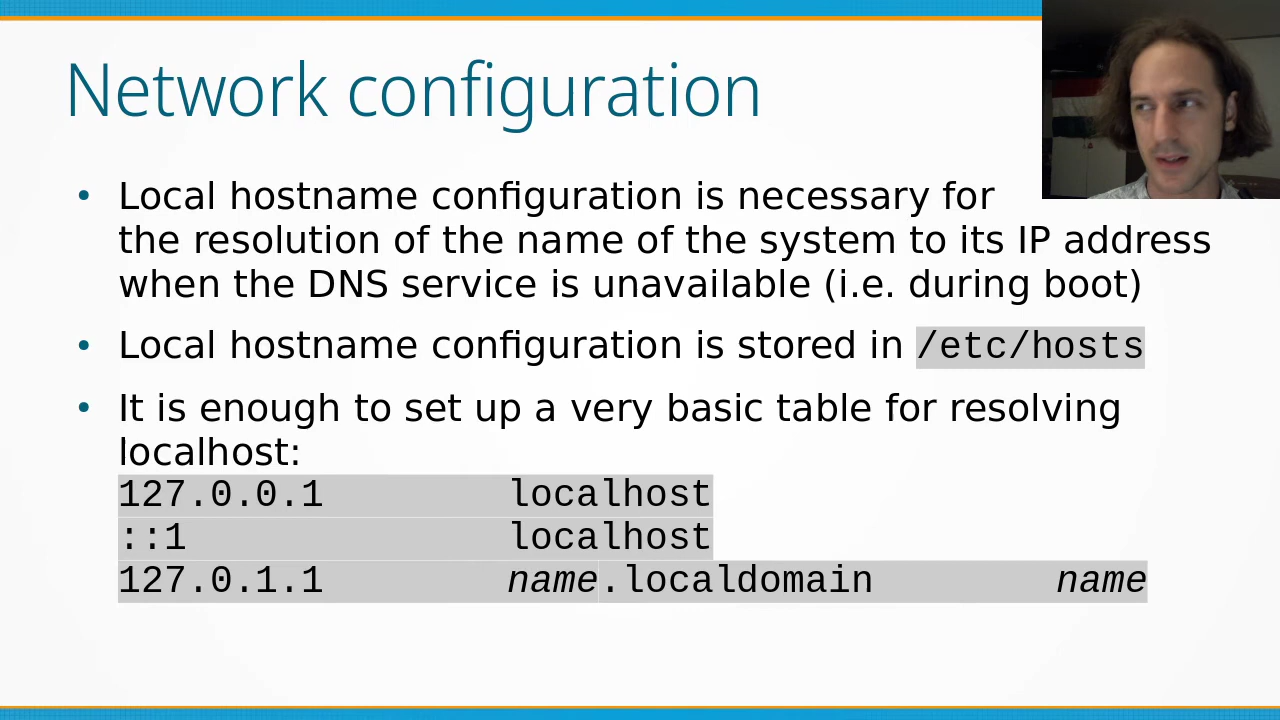 Network configuration
• Local hostname configuration is necessary for
the resolution of the name of the system to its IP address
when the DNS service is unavailable (i.e. during boot)
• Local hostname configuration is stored in /etc/hosts
• It is enough to set up a very basic table for resolving
localhost:
127.0.0.1 localhost
::1 localhost
127.0.1.1 name.localdomain name